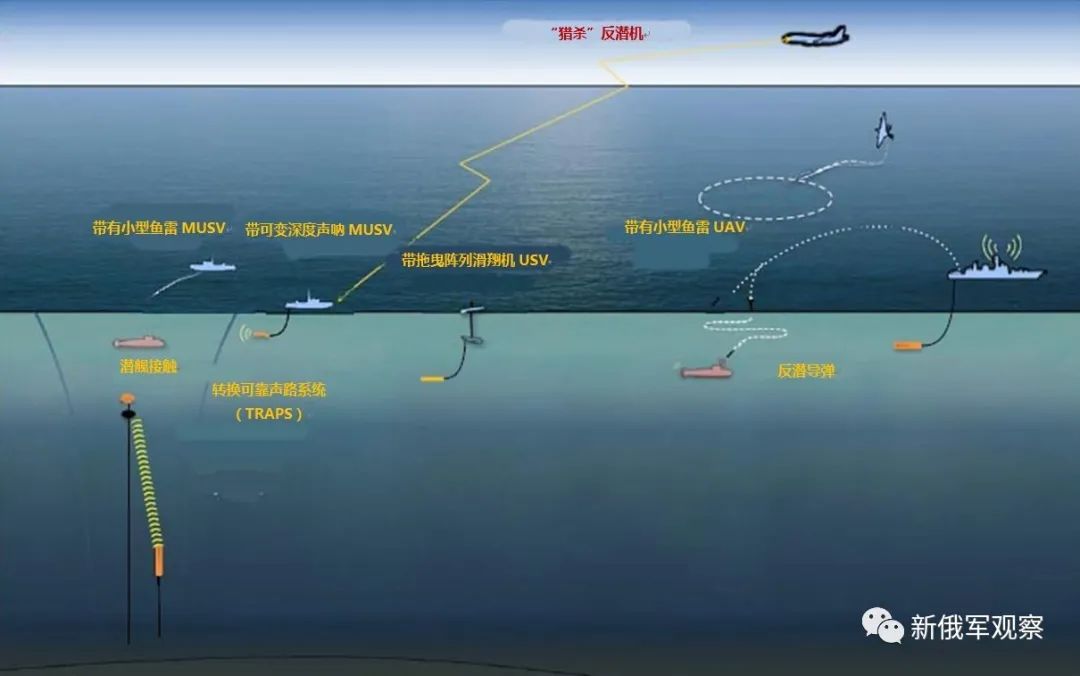 “猎杀”反潜机
带有小型鱼雷 MUSV
带可变深度声呐 MUSV
带有小型鱼雷 UAV
带拖曳阵列滑翔机 USV
潜艇接触
反潜导弹
转换可靠声路系统
（TRAPS）
新俄军观察